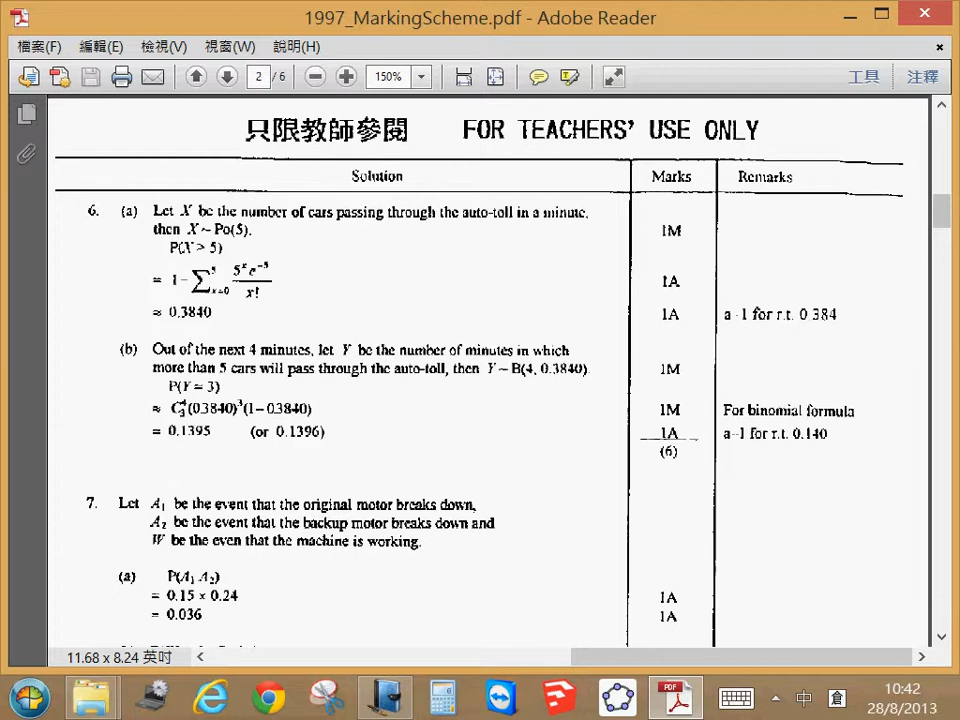 1997_MarkingScheme.pdf - Adobe Reader
檔案(F) 編輯(E) 檢視(V) 視窗(W) 說明(H)
2 / 6 150% 工具 注釋
只限教師參閱 FOR TEACHERS' USE ONLY
Solution Marks Remarks
6. (a) Let X be the number of cars passing through the auto-toll in a minute,
then X ~ Po(5). 1M
P(X > 5)
= 1 − ∑_{x=0}^{5} 5^x e^{−5} / x! 1A
≈ 0.3840 1A a−1 for r.t. 0.384
(b) Out of the next 4 minutes, let Y be the number of minutes in which
more than 5 cars will pass through the auto-toll, then Y ~ B(4, 0.3840). 1M
P(Y = 3)
≈ C_3^4 (0.3840)^3 (1 − 0.3840) 1M For binomial formula
= 0.1395 (or 0.1396) 1A a−1 for r.t. 0.140
(6)
7. Let A₁ be the event that the original motor breaks down,
A₂ be the event that the backup motor breaks down and
W be the even that the machine is working.
(a) P(A₁ A₂)
= 0.15 × 0.24 1A
= 0.036 1A
11.68 x 8.24 英吋
中 倉 10:42
28/8/2013